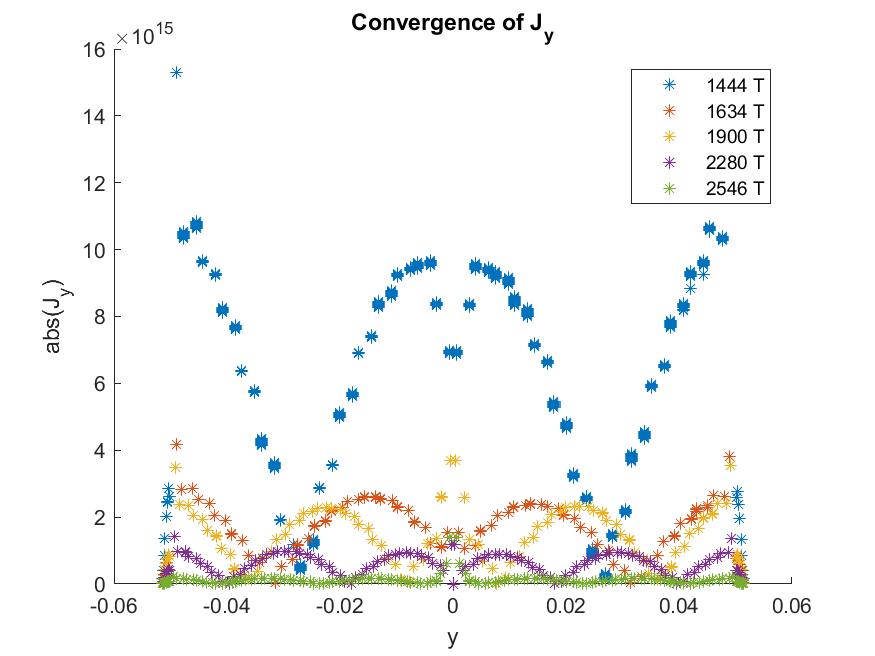 Convergence of J_y
×10^15
16
14
12
10
8
6
4
2
0
abs(J_y)
-0.06 -0.04 -0.02 0 0.02 0.04 0.06
y
1444 T
1634 T
1900 T
2280 T
2546 T